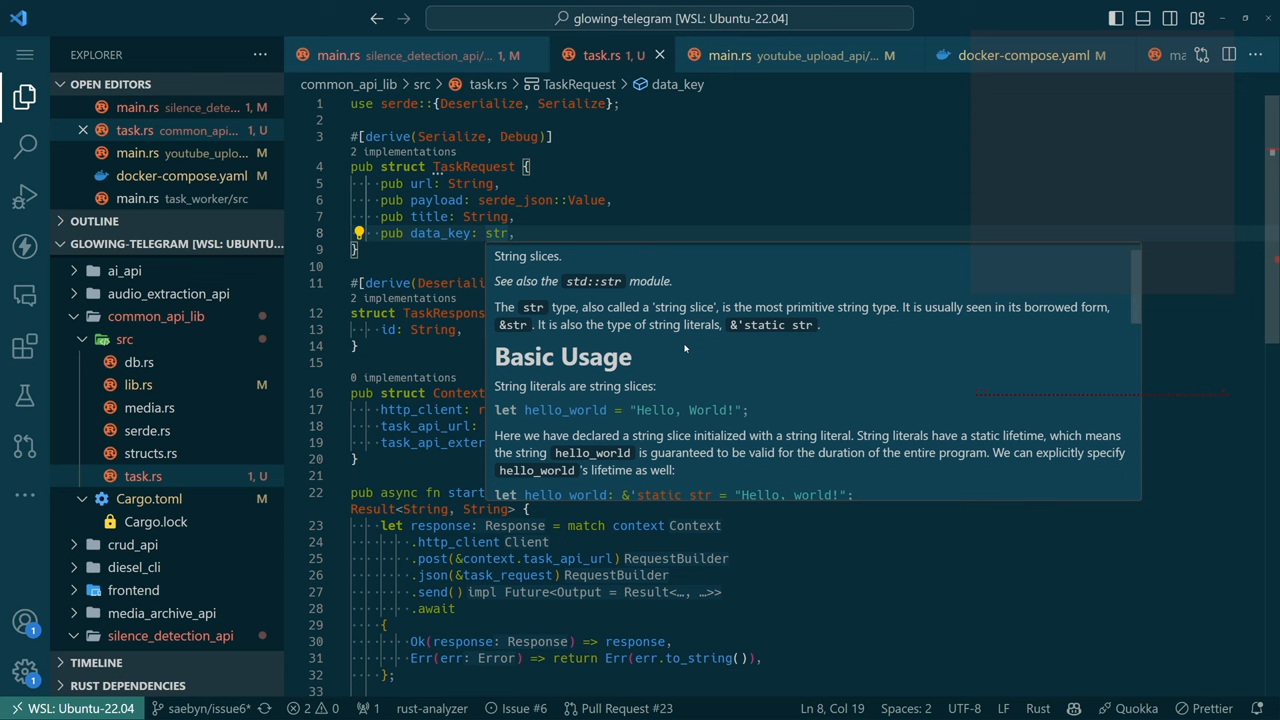 glowing-telegram [WSL: Ubuntu-22.04]
EXPLORER
main.rs silence_detection_api/... 1, M
task.rs 1, U
main.rs youtube_upload_api/... M
docker-compose.yaml M
common_api_lib > src > task.rs > TaskRequest > data_key
OPEN EDITORS
main.rs silence_dete... 1, M
task.rs common_api... 1, U
main.rs youtube_uplo... M
docker-compose.yaml M
main.rs task_worker/src
OUTLINE
GLOWING-TELEGRAM [WSL: UBUNTU-22.04...
ai_api
audio_extraction_api
common_api_lib
src
db.rs
lib.rs M
media.rs
serde.rs
structs.rs
task.rs 1, U
Cargo.toml M
Cargo.lock
crud_api
diesel_cli
frontend
media_archive_api
silence_detection_api
TIMELINE
RUST DEPENDENCIES
1 use serde::{Deserialize, Serialize};
2
3 #[derive(Serialize, Debug)]
2 implementations
4 pub struct TaskRequest {
5 pub url: String,
6 pub payload: serde_json::Value,
7 pub title: String,
8 pub data_key: str,
9 }
10
11 #[derive(Deseriali
2 implementations
12 struct TaskRespons
13 id: String,
14 }
15
0 implementations
16 pub struct Context
17 http_client: r
18 task_api_url:
19 task_api_exter
20 }
21
22 pub async fn start
Result<String, String> {
23 let response: Response = match context Context
24 .http_client Client
25 .post(&context.task_api_url) RequestBuilder
26 .json(&task_request) RequestBuilder
27 .send() impl Future<Output = Result<…, …>>
28 .await
29 {
30 Ok(response: Response) => response,
31 Err(err: Error) => return Err(err.to_string()),
32 };
33
String slices.
See also the std::str module.
The str type, also called a 'string slice', is the most primitive string type. It is usually seen in its borrowed form,
&str . It is also the type of string literals, &'static str .
Basic Usage
String literals are string slices:
let hello_world = "Hello, World!";
Here we have declared a string slice initialized with a string literal. String literals have a static lifetime, which means
the string hello_world is guaranteed to be valid for the duration of the entire program. We can explicitly specify
hello_world 's lifetime as well:
let hello_world: &'static str = "Hello, world!";
1
1
WSL: Ubuntu-22.04
saebyn/issue6*
2 0
1
rust-analyzer
Issue #6
Pull Request #23
Ln 8, Col 19
Spaces: 2
UTF-8
LF
Rust
Quokka
Prettier